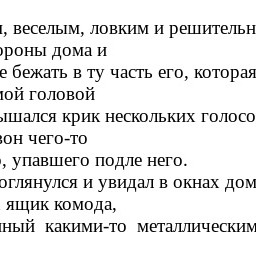 , веселым, ловким и решительн
ороны дома и
е бежать в ту часть его, которая
мой головой
ышался крик нескольких голосо
вон чего-то
, упавшего подле него.
оглянулся и увидал в окнах дом
ящик комода,
ный какими-то металлическим